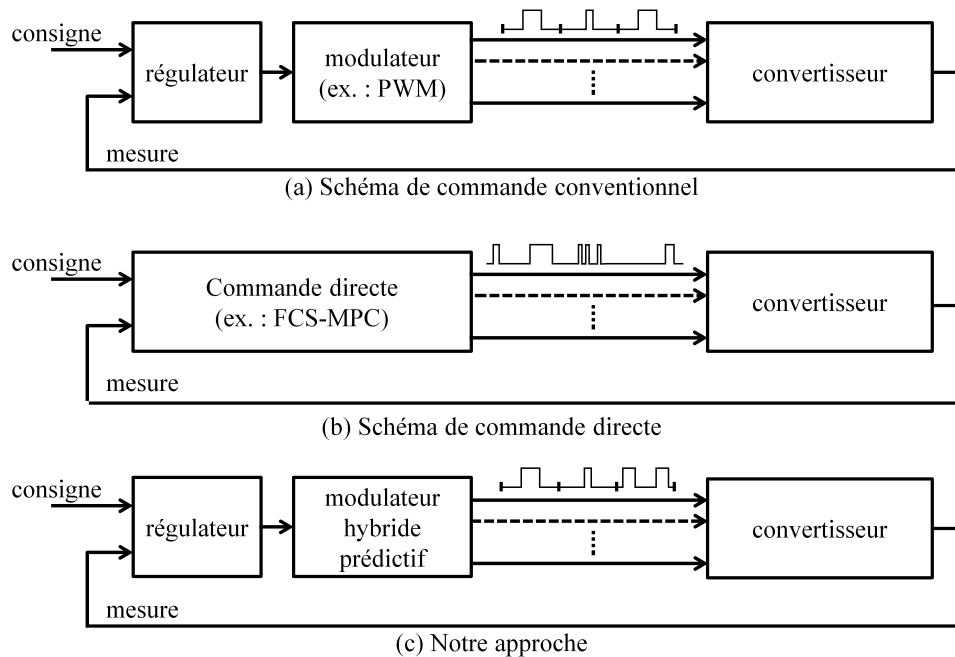 consigne
régulateur
modulateur
(ex. : PWM)
convertisseur
mesure
(a) Schéma de commande conventionnel
consigne
Commande directe
(ex. : FCS-MPC)
convertisseur
mesure
(b) Schéma de commande directe
consigne
régulateur
modulateur
hybride
prédictif
convertisseur
mesure
(c) Notre approche